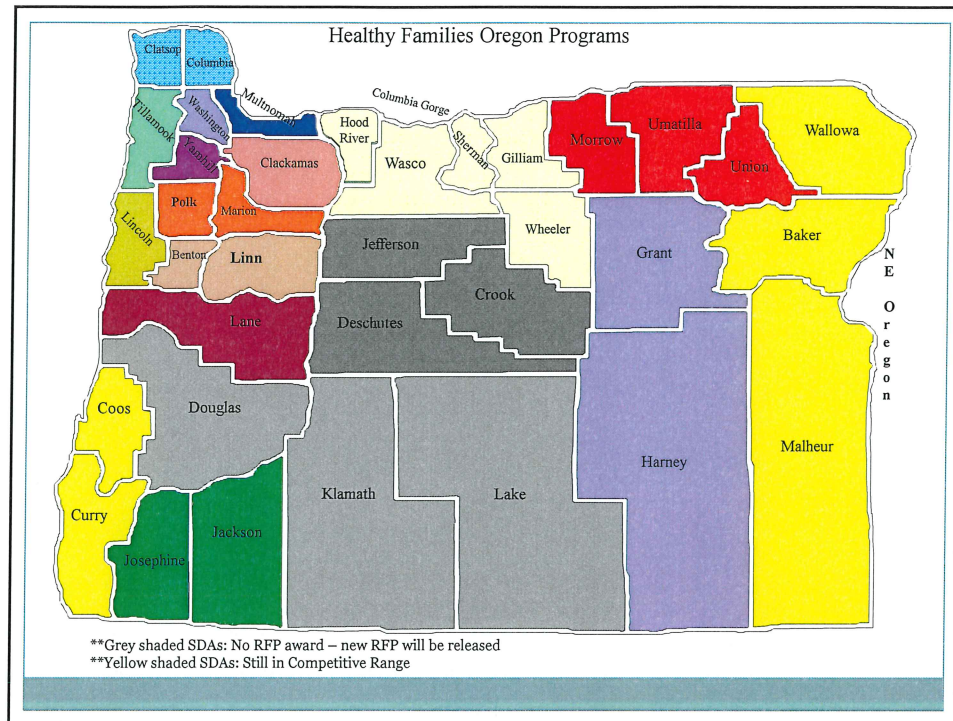 Healthy Families Oregon Programs
Clatsop
Columbia
Tillamook
Washington
Multnomah
Columbia Gorge
Hood
River
Wasco
Sherman
Gilliam
Morrow
Umatilla
Union
Wallowa
Yamhill
Clackamas
Polk
Marion
Lincoln
Benton
Linn
Jefferson
Wheeler
Grant
Baker
NE Oregon
Crook
Deschutes
Lane
Coos
Douglas
Curry
Josephine
Jackson
Klamath
Lake
Harney
Malheur
**Grey shaded SDAs: No RFP award – new RFP will be released
**Yellow shaded SDAs: Still in Competitive Range